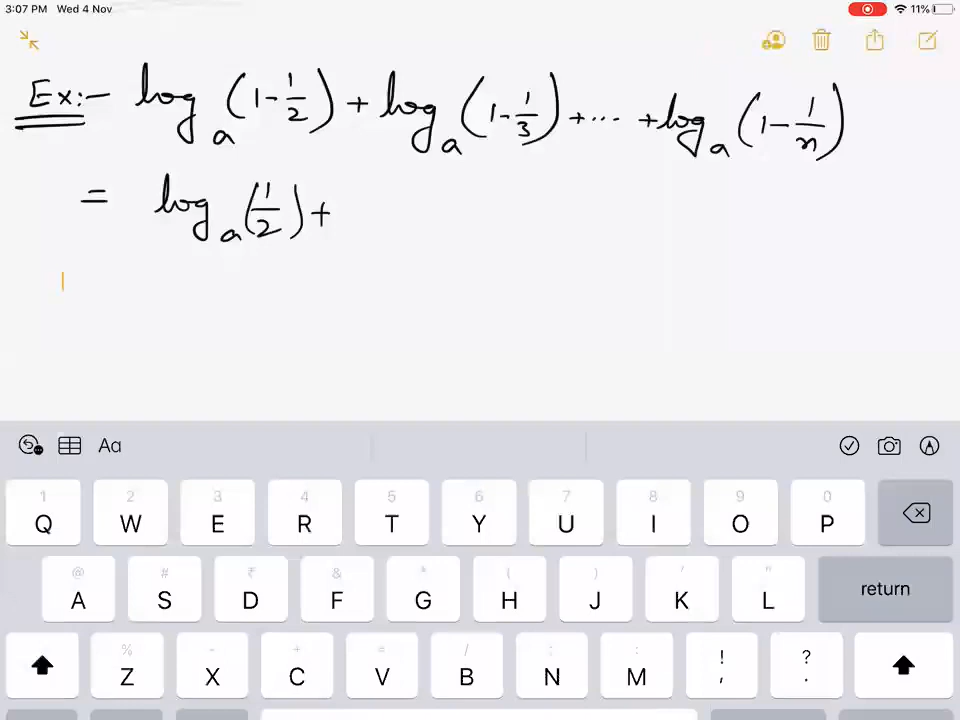 3:07 PM Wed 4 Nov 11%
Ex:- log_a (1-1/2) + log_a (1-1/3) + ... + log_a (1-1/n)
= log_a (1/2) +
Aa
1 2 3 4 5 6 7 8 9 0
Q W E R T Y U I O P
@ # ₹ & * ( ) ' "
A S D F G H J K L return
% - + = / ; : ! ?
Z X C V B N M , .